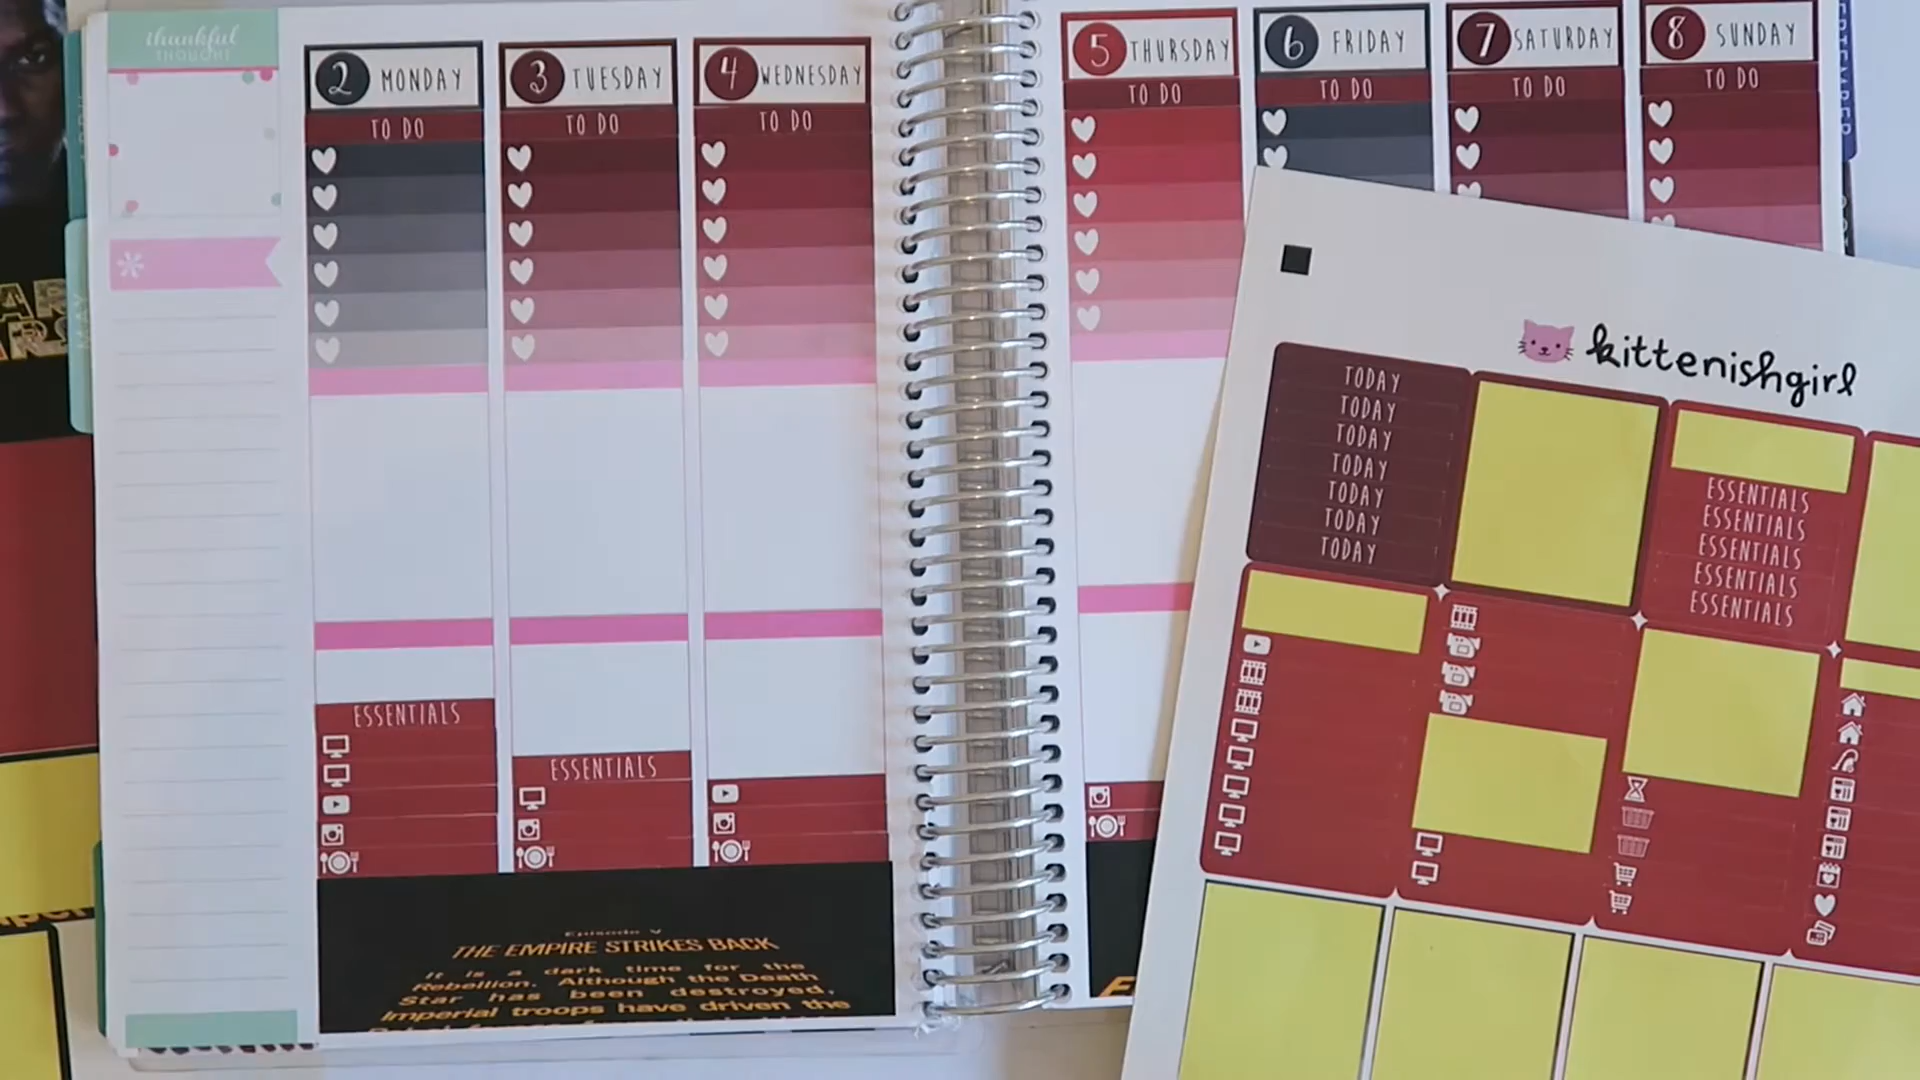 thankful
THOUGHT
2 MONDAY
TO DO
3 TUESDAY
TO DO
4 WEDNESDAY
TO DO
5 THURSDAY
TO DO
6 FRIDAY
TO DO
7 SATURDAY
TO DO
8 SUNDAY
TO DO
MAY
ESSENTIALS
ESSENTIALS
Episode V
THE EMPIRE STRIKES BACK
It is a dark time for the
Rebellion. Although the Death
Star has been destroyed,
Imperial troops have driven the
kittenishgirl
TODAY
TODAY
TODAY
TODAY
TODAY
TODAY
TODAY
ESSENTIALS
ESSENTIALS
ESSENTIALS
ESSENTIALS
ESSENTIALS